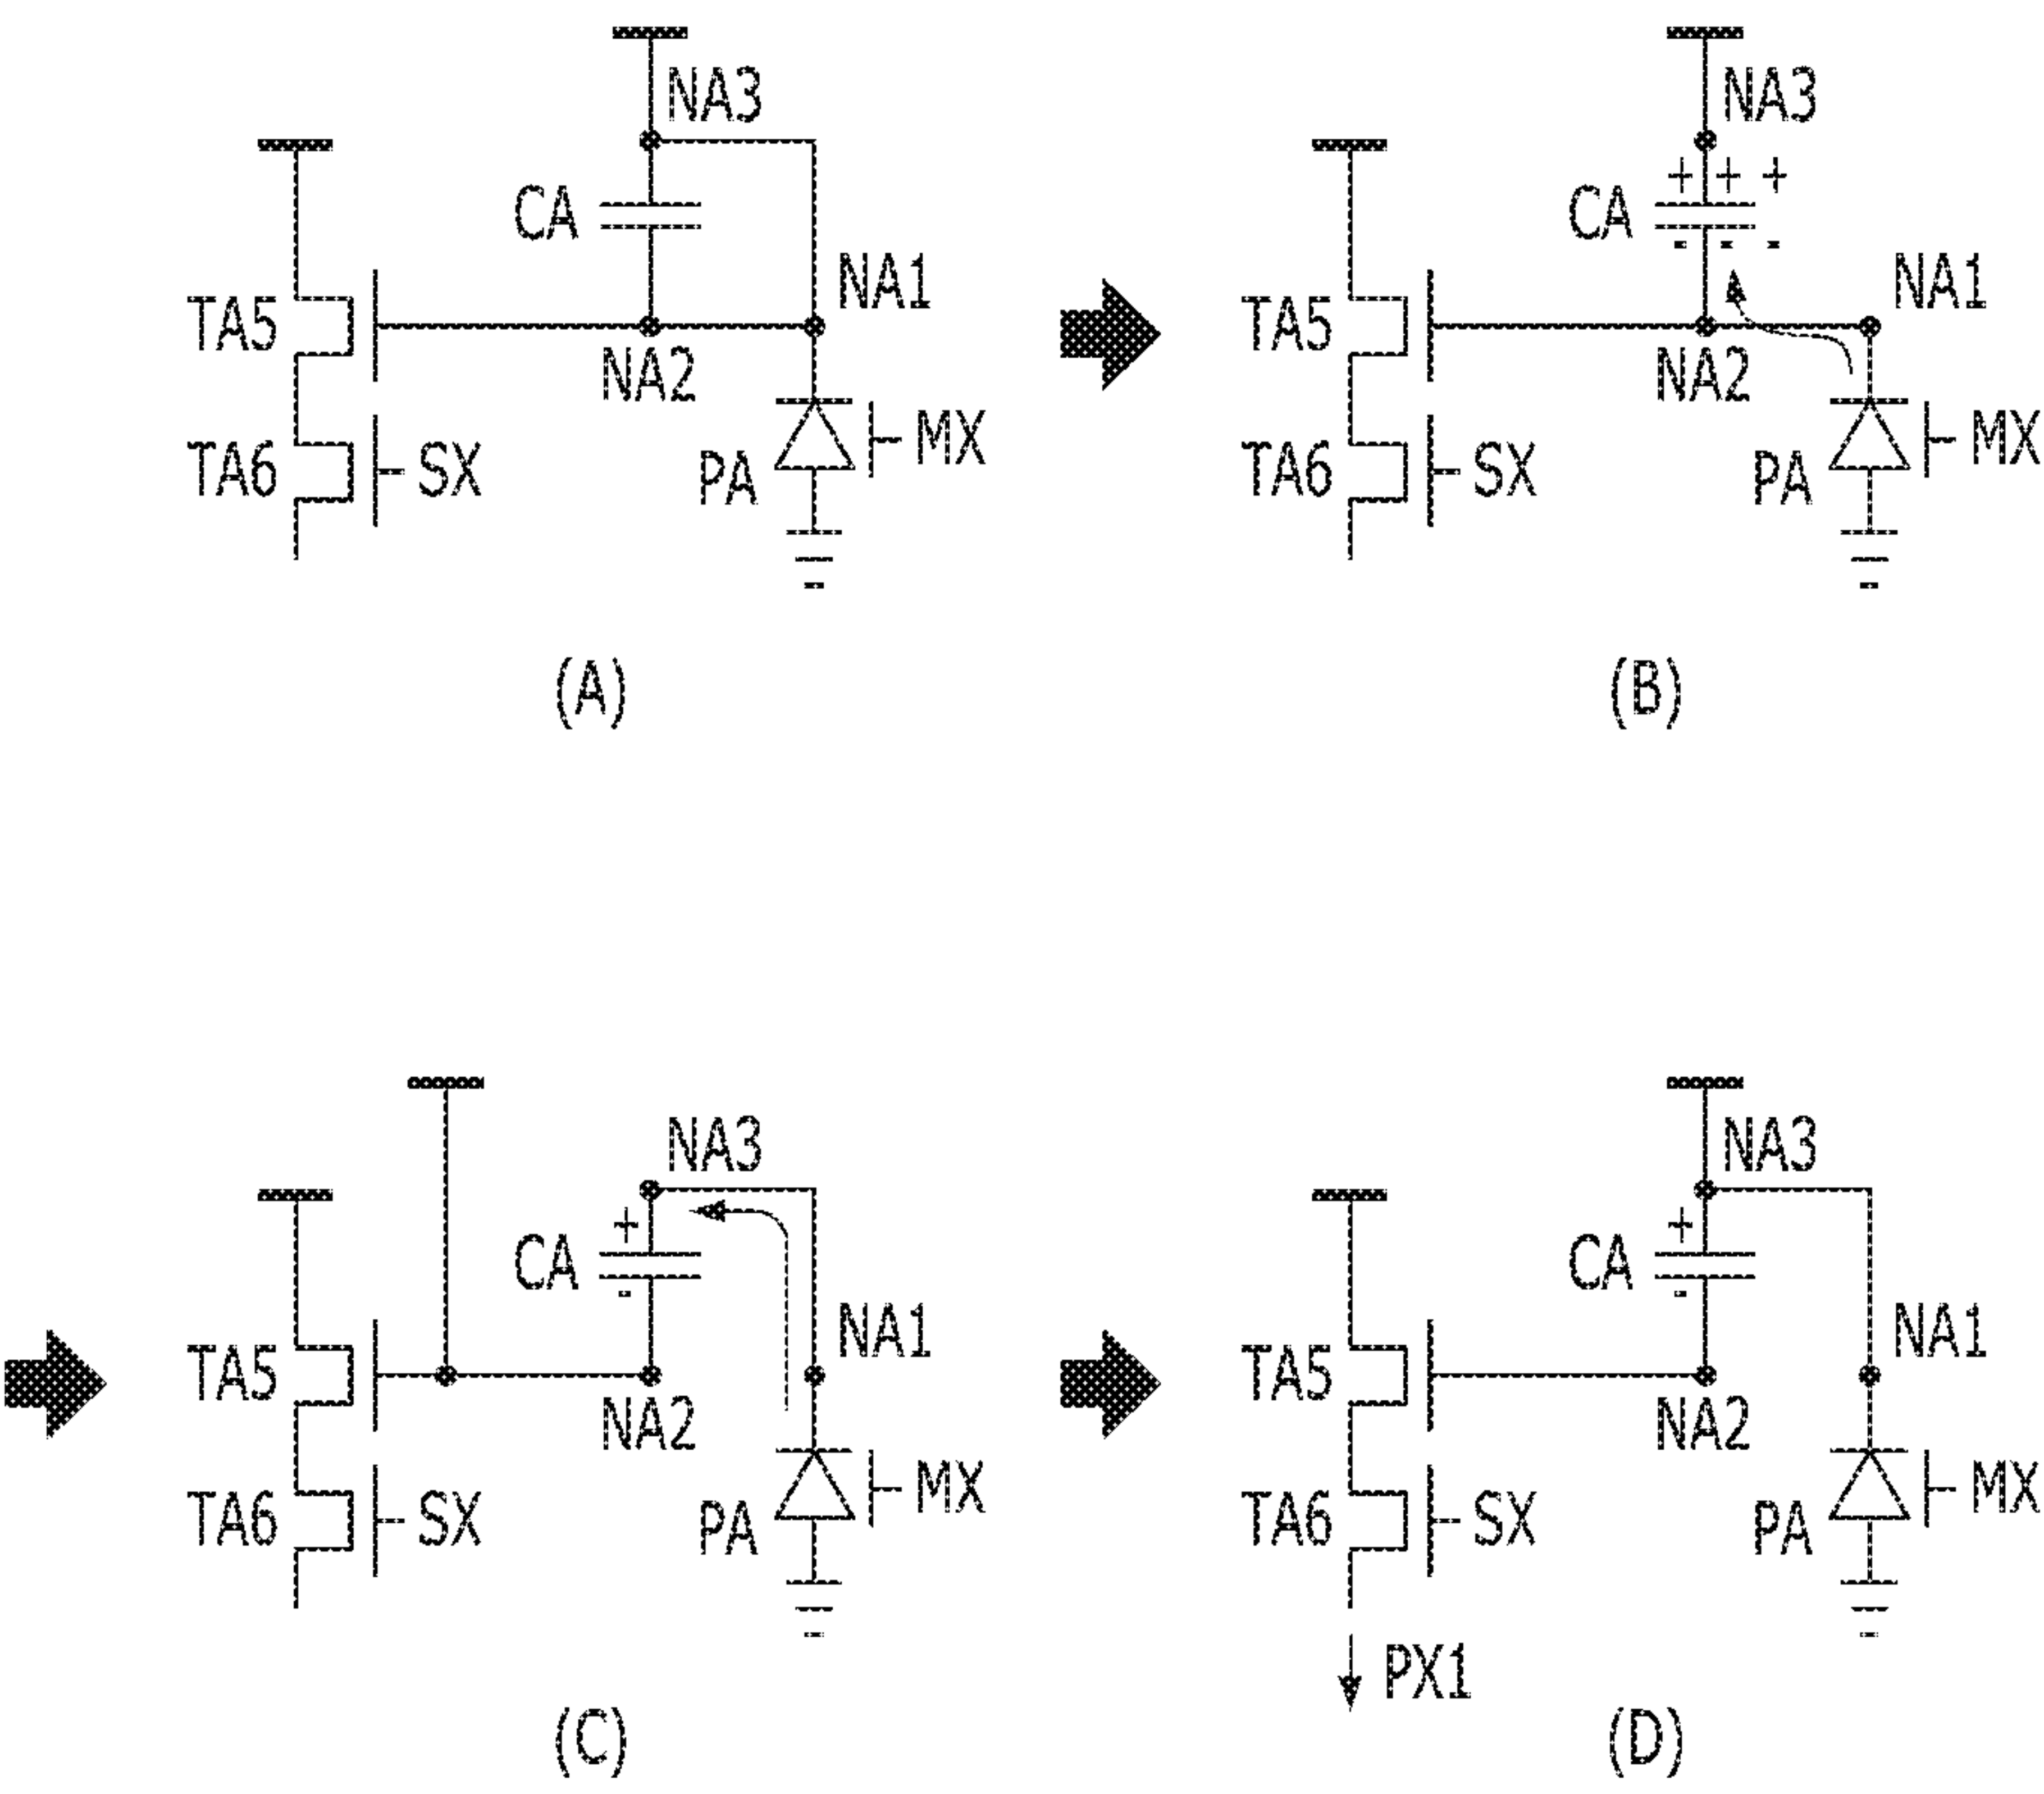 NA3
CA
NA1
TA5
NA2
TA6
SX
PA
MX
(A)
NA3
+ + +
CA
- - -
NA1
TA5
NA2
TA6
SX
PA
MX
(B)
NA3
+
CA
-
NA1
TA5
NA2
TA6
SX
PA
MX
(C)
NA3
+
CA
-
NA1
TA5
NA2
TA6
SX
PA
MX
PX1
(D)